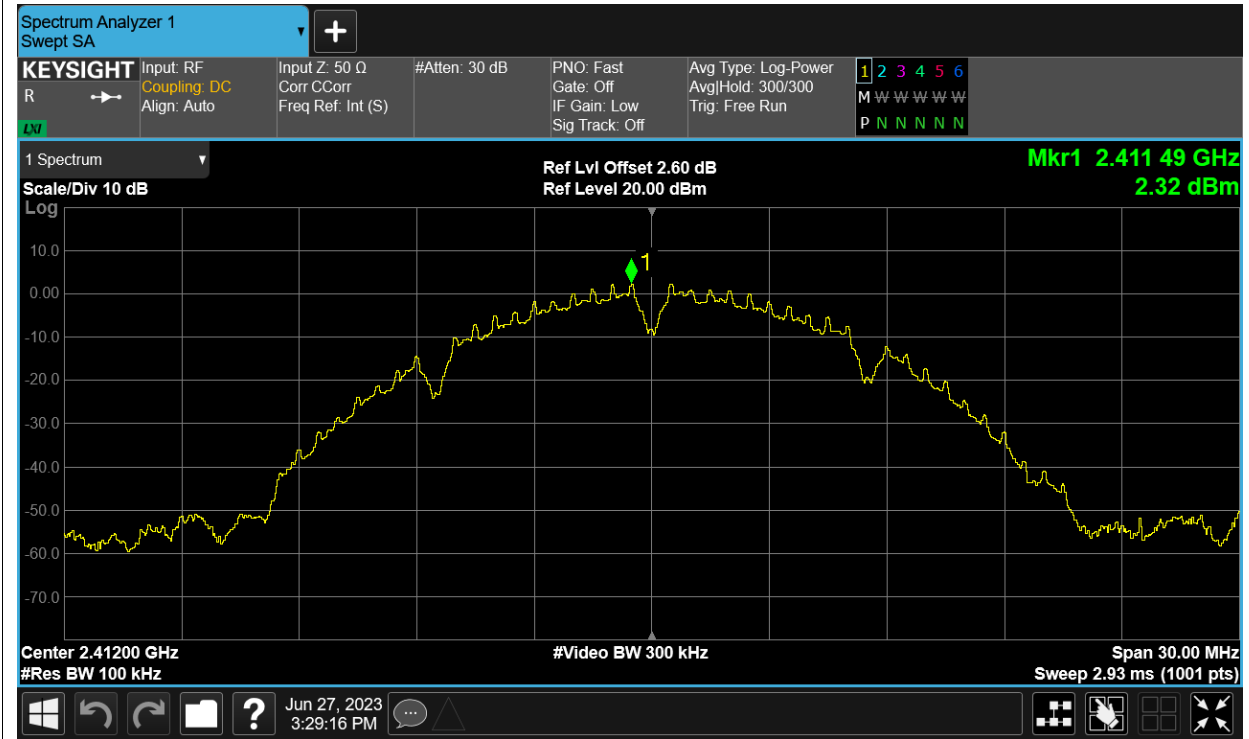 Spectrum Analyzer 1
Swept SA
KEYSIGHT
R
LXI
Input: RF
Coupling: DC
Align: Auto
Input Z: 50 Ω
Corr CCorr
Freq Ref: Int (S)
#Atten: 30 dB
PNO: Fast
Gate: Off
IF Gain: Low
Sig Track: Off
Avg Type: Log-Power
Avg|Hold: 300/300
Trig: Free Run
1 2 3 4 5 6
M W W W W W W
P N N N N N N
1 Spectrum
Scale/Div 10 dB
Log
Ref Lvl Offset 2.60 dB
Ref Level 20.00 dBm
Mkr1 2.411 49 GHz
2.32 dBm
1
10.0
0.00
-10.0
-20.0
-30.0
-40.0
-50.0
-60.0
-70.0
Center 2.41200 GHz
#Res BW 100 kHz
#Video BW 300 kHz
Span 30.00 MHz
Sweep 2.93 ms (1001 pts)
?
Jun 27, 2023
3:29:16 PM